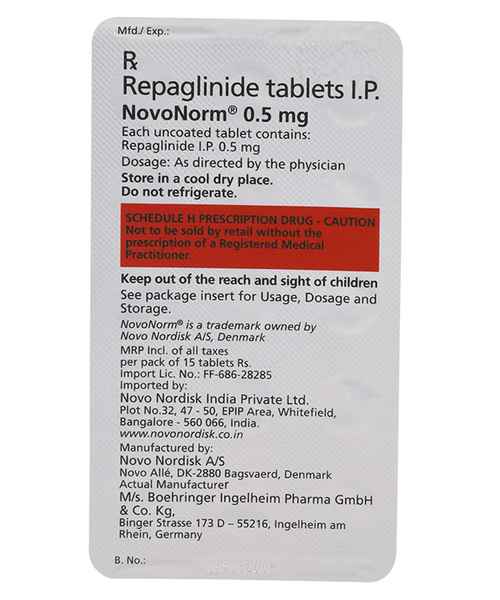 Mfd./ Exp.:
Rx
Repaglinide tablets I.P.
NovoNorm® 0.5 mg
Each uncoated tablet contains:
Repaglinide I.P. 0.5 mg
Dosage: As directed by the physician
Store in a cool dry place.
Do not refrigerate.
SCHEDULE H PRESCRIPTION DRUG - CAUTION
Not to be sold by retail without the
prescription of a Registered Medical
Practitioner.
Keep out of the reach and sight of children
See package insert for Usage, Dosage and
Storage.
NovoNorm® is a trademark owned by
Novo Nordisk A/S, Denmark
MRP Incl. of all taxes
per pack of 15 tablets Rs.
Import Lic. No.: FF-686-28285
Imported by:
Novo Nordisk India Private Ltd.
Plot No.32, 47 - 50, EPIP Area, Whitefield,
Bangalore - 560 066, India.
www.novonordisk.co.in
Manufactured by:
Novo Nordisk A/S
Novo Allé, DK-2880 Bagsvaerd, Denmark
Actual Manufacturer
M/s. Boehringer Ingelheim Pharma GmbH
& Co. Kg,
Binger Strasse 173 D – 55216, Ingelheim am
Rhein, Germany
B. No.: